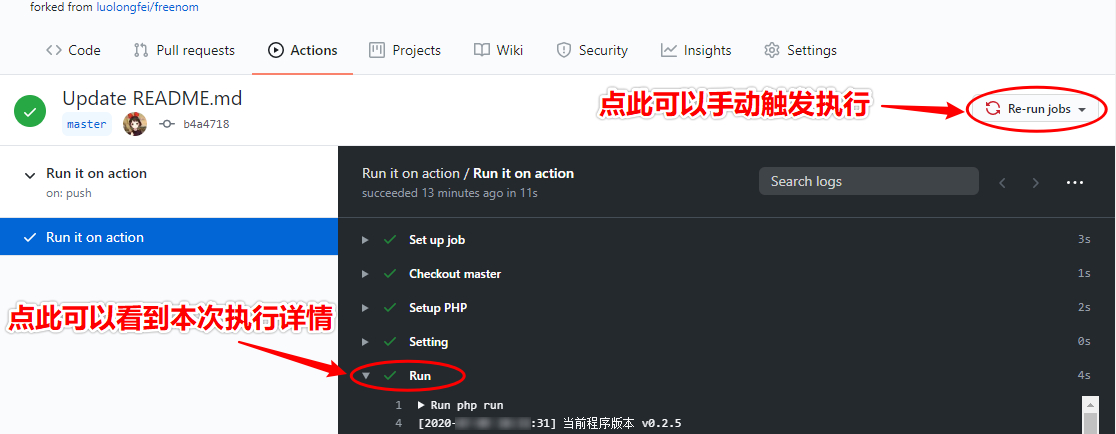 forked from luolongfei/freenom
Code Pull requests Actions Projects Wiki Security Insights Settings
Update README.md
master b4a4718
点此可以手动触发执行
Re-run jobs
Run it on action
on: push
Run it on action
Run it on action / Run it on action
succeeded 13 minutes ago in 11s
Search logs
Set up job 3s
Checkout master 1s
Setup PHP 2s
点此可以看到本次执行详情
Setting 0s
Run 4s
1 Run php run
4 [2020- :31] 当前程序版本 v0.2.5